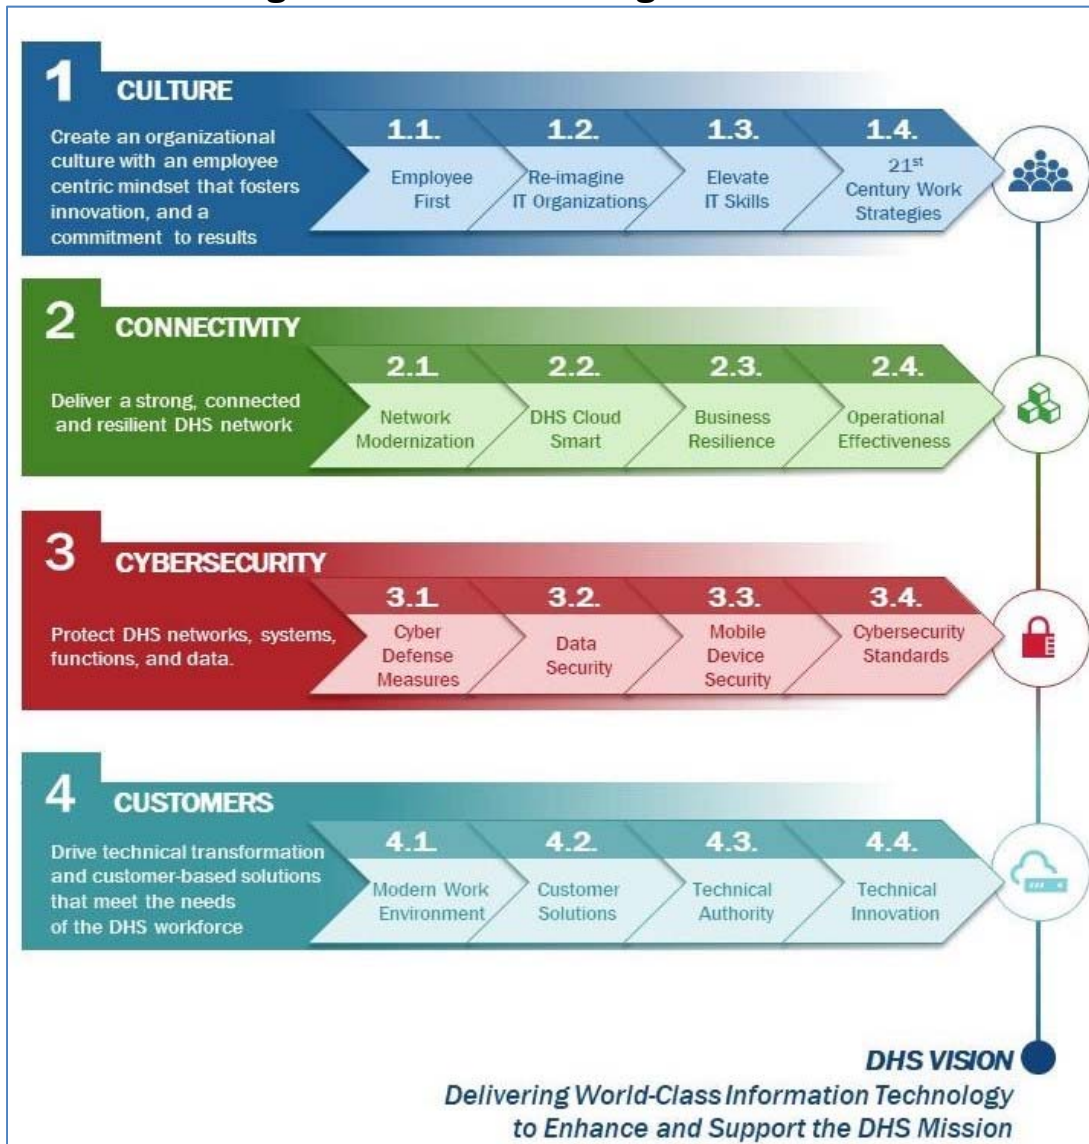 1 CULTURE
Create an organizational
culture with an employee
centric mindset that fosters
innovation, and a
commitment to results
1.1.
Employee
First
1.2.
Re-imagine
IT Organizations
1.3.
Elevate
IT Skills
1.4.
21st
Century Work
Strategies
2 CONNECTIVITY
Deliver a strong, connected
and resilient DHS network
2.1.
Network
Modernization
2.2.
DHS Cloud
Smart
2.3.
Business
Resilience
2.4.
Operational
Effectiveness
3 CYBERSECURITY
Protect DHS networks, systems,
functions, and data.
3.1.
Cyber
Defense
Measures
3.2.
Data
Security
3.3.
Mobile
Device
Security
3.4.
Cybersecurity
Standards
4 CUSTOMERS
Drive technical transformation
and customer-based solutions
that meet the needs
of the DHS workforce
4.1.
Modern Work
Environment
4.2.
Customer
Solutions
4.3.
Technical
Authority
4.4.
Technical
Innovation
DHS VISION
Delivering World-Class Information Technology
to Enhance and Support the DHS Mission